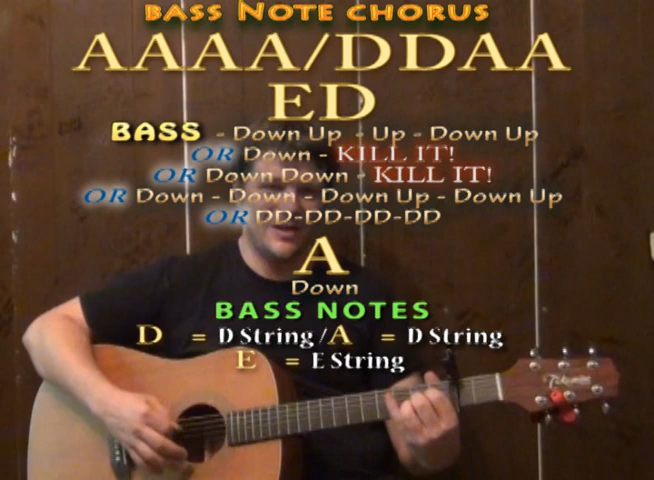 BASS NOTE CHORUS
AAAA/DDAA
ED
BASS - Down Up - Up - Down Up
OR Down - KILL IT!
OR Down Down - KILL IT!
OR Down - Down - Down Up - Down Up
OR DD-DD-DD-DD
A
Down
BASS NOTES
D = D String / A = D String
E = E String
Takamine